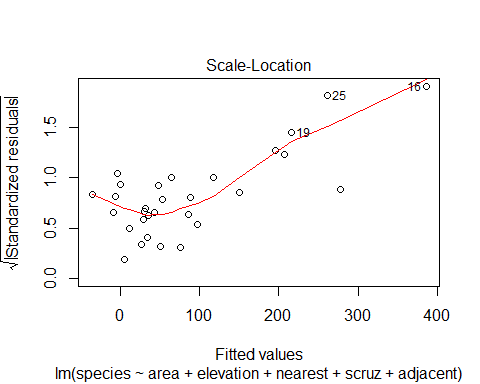 Scale-Location
√|Standardized residuals|
1.5
1.0
0.5
0.0
16
25
19
0 100 200 300 400
Fitted values
lm(species ~ area + elevation + nearest + scruz + adjacent)